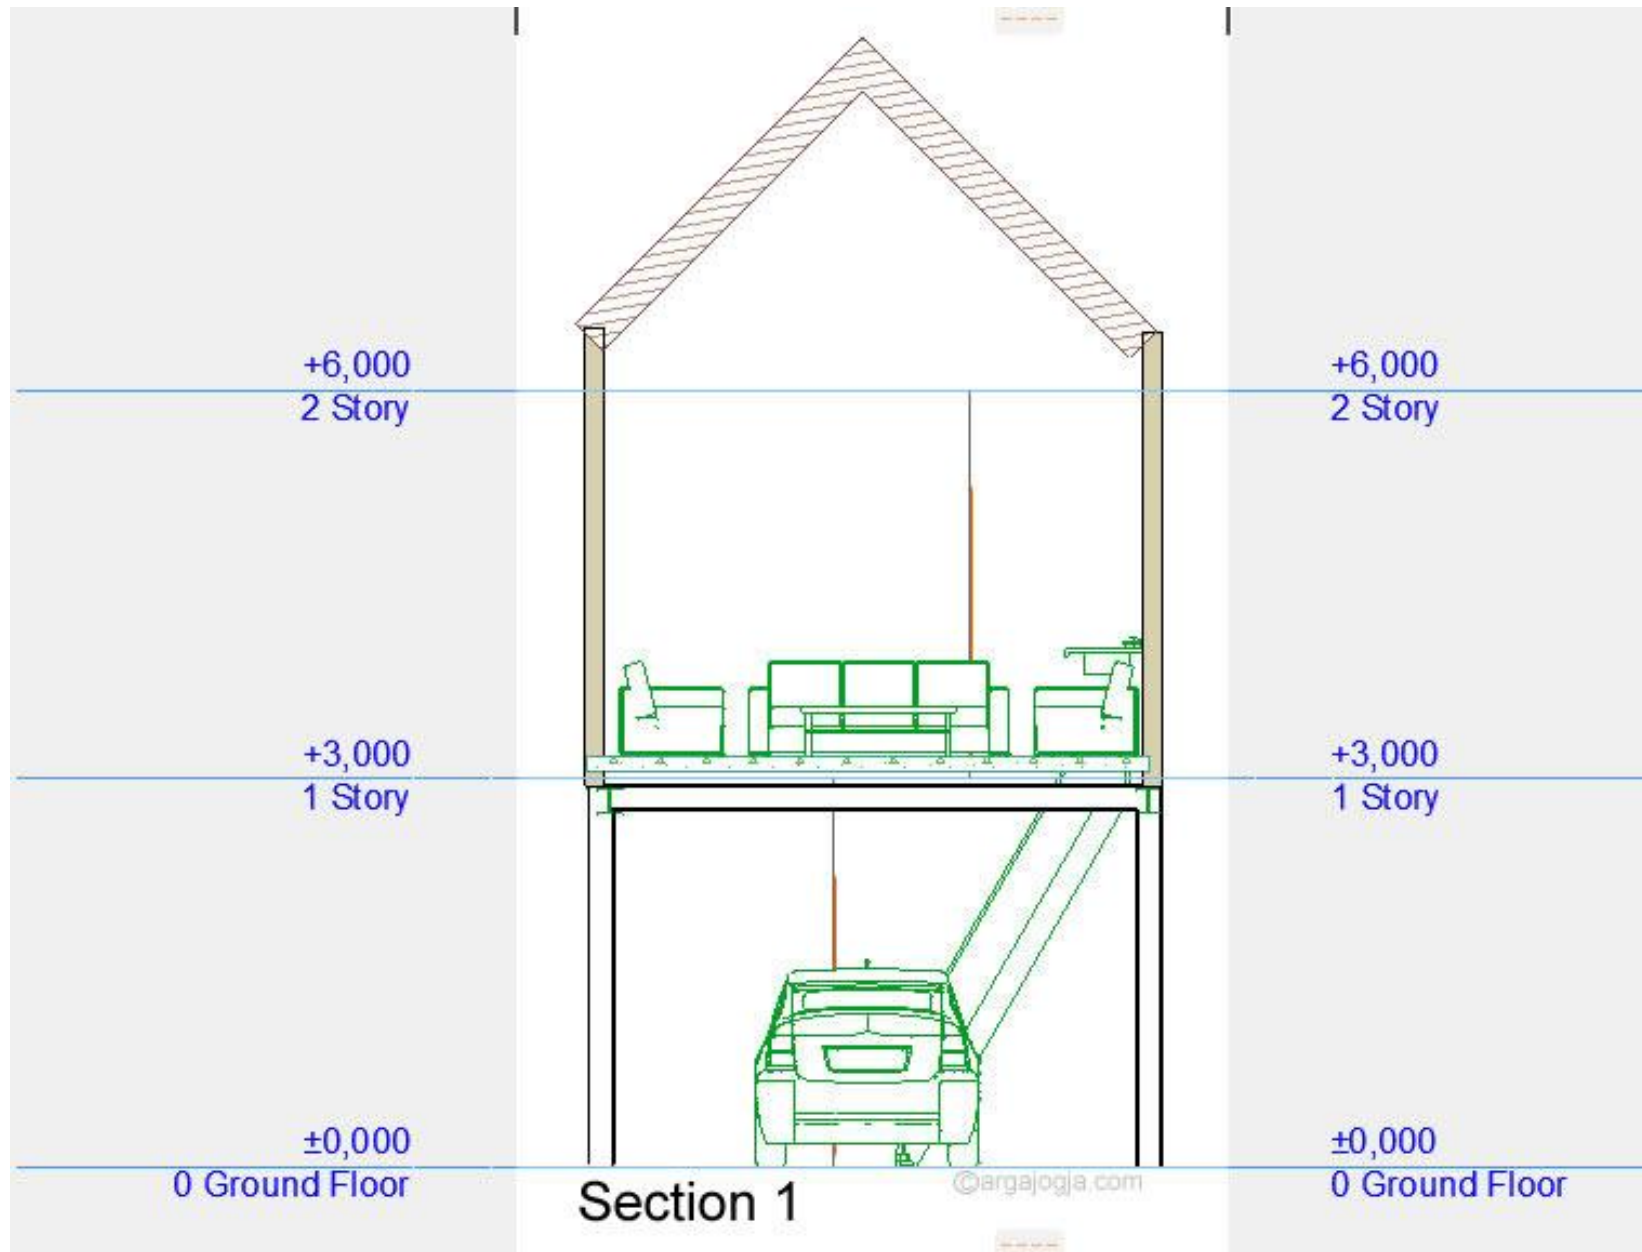 +6,000
2 Story
+6,000
2 Story
+3,000
1 Story
+3,000
1 Story
±0,000
0 Ground Floor
±0,000
0 Ground Floor
©argajogja.com
Section 1